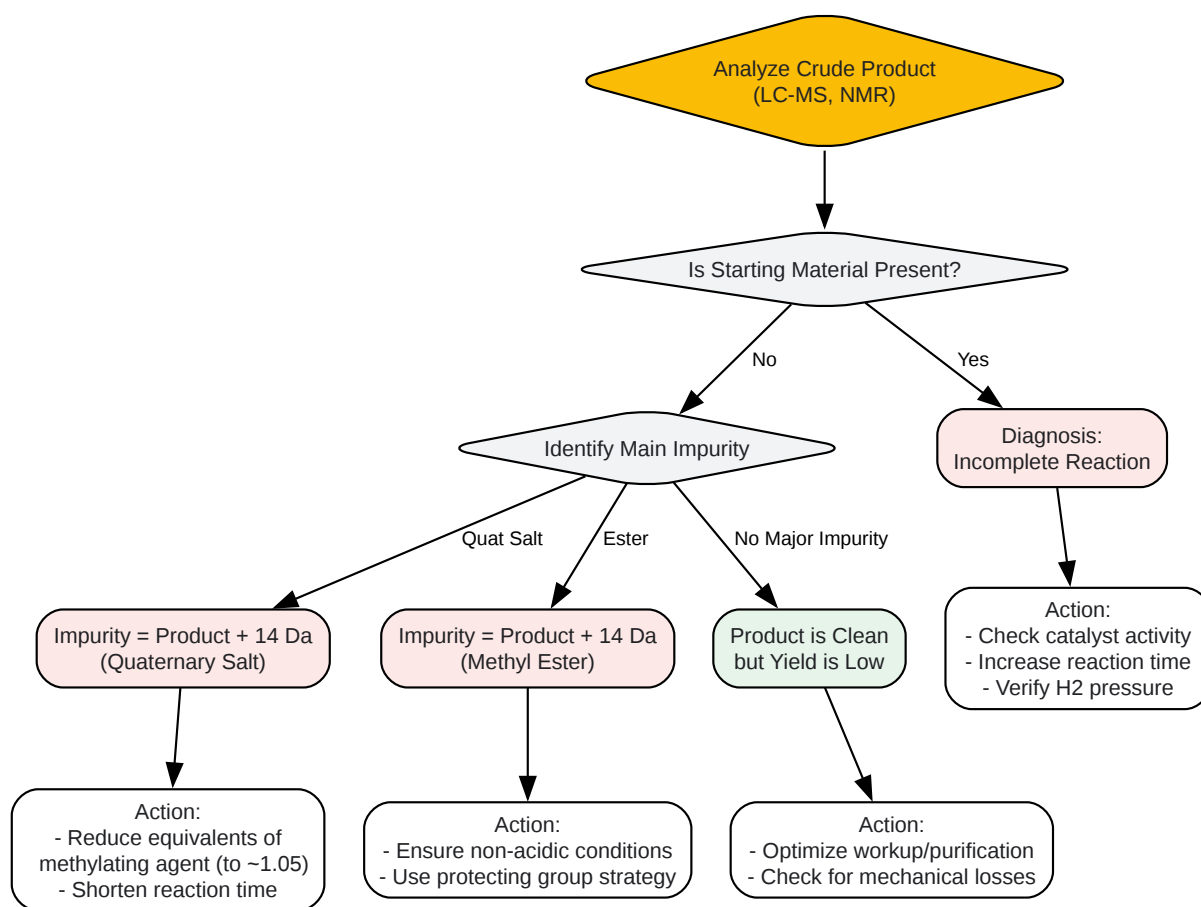 Analyze Crude Product
(LC-MS, NMR)
Is Starting Material Present?
No
Yes
Identify Main Impurity
Diagnosis:
Incomplete Reaction
Quat Salt
Ester
No Major Impurity
Impurity = Product + 14 Da
(Quaternary Salt)
Impurity = Product + 14 Da
(Methyl Ester)
Product is Clean
but Yield is Low
Action:
- Check catalyst activity
- Increase reaction time
- Verify H2 pressure
Action:
- Reduce equivalents of
methylating agent (to ~1.05)
- Shorten reaction time
Action:
- Ensure non-acidic conditions
- Use protecting group strategy
Action:
- Optimize workup/purification
- Check for mechanical losses